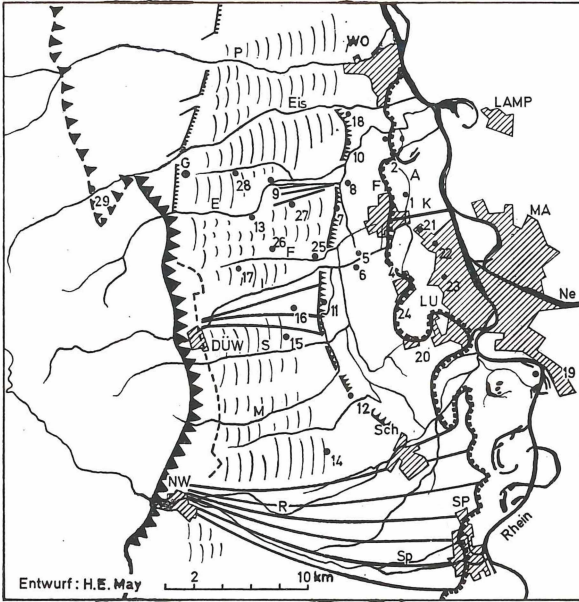 P
WO
Eis
LAMP
18
10
2
G
28
9
8
A
29
E
F
1
K
MA
27
7
13
21
26
F
25
5
22
17
I
6
4
23
LU
Ne
16
11
24
DÜW
S
15
20
19
M
12
Sch
14
NW
R
SP
Rhein
Sp
Entwurf: H.E. May
2 10 km